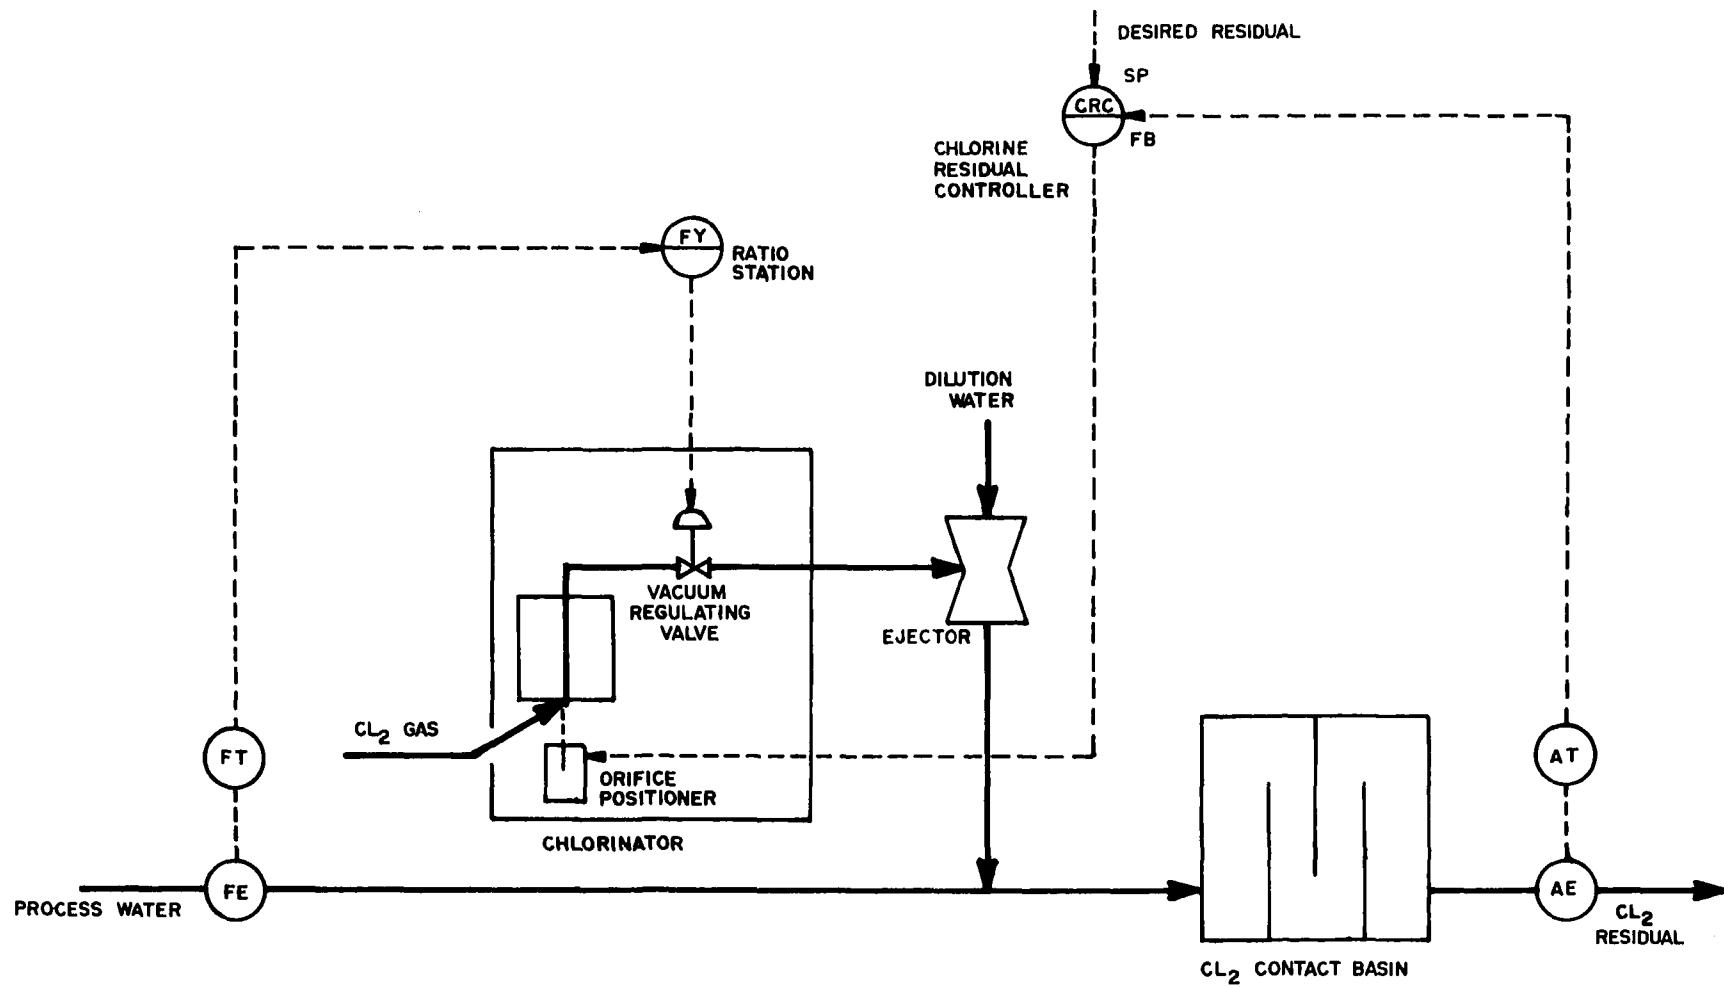 DESIRED RESIDUAL
SP
CRC
FB
CHLORINE
RESIDUAL
CONTROLLER
FY
RATIO
STATION
DILUTION
WATER
VACUUM
REGULATING
VALVE
EJECTOR
CL2 GAS
FT
AT
ORIFICE
POSITIONER
CHLORINATOR
FE
AE
PROCESS WATER
CL2
RESIDUAL
CL2 CONTACT BASIN